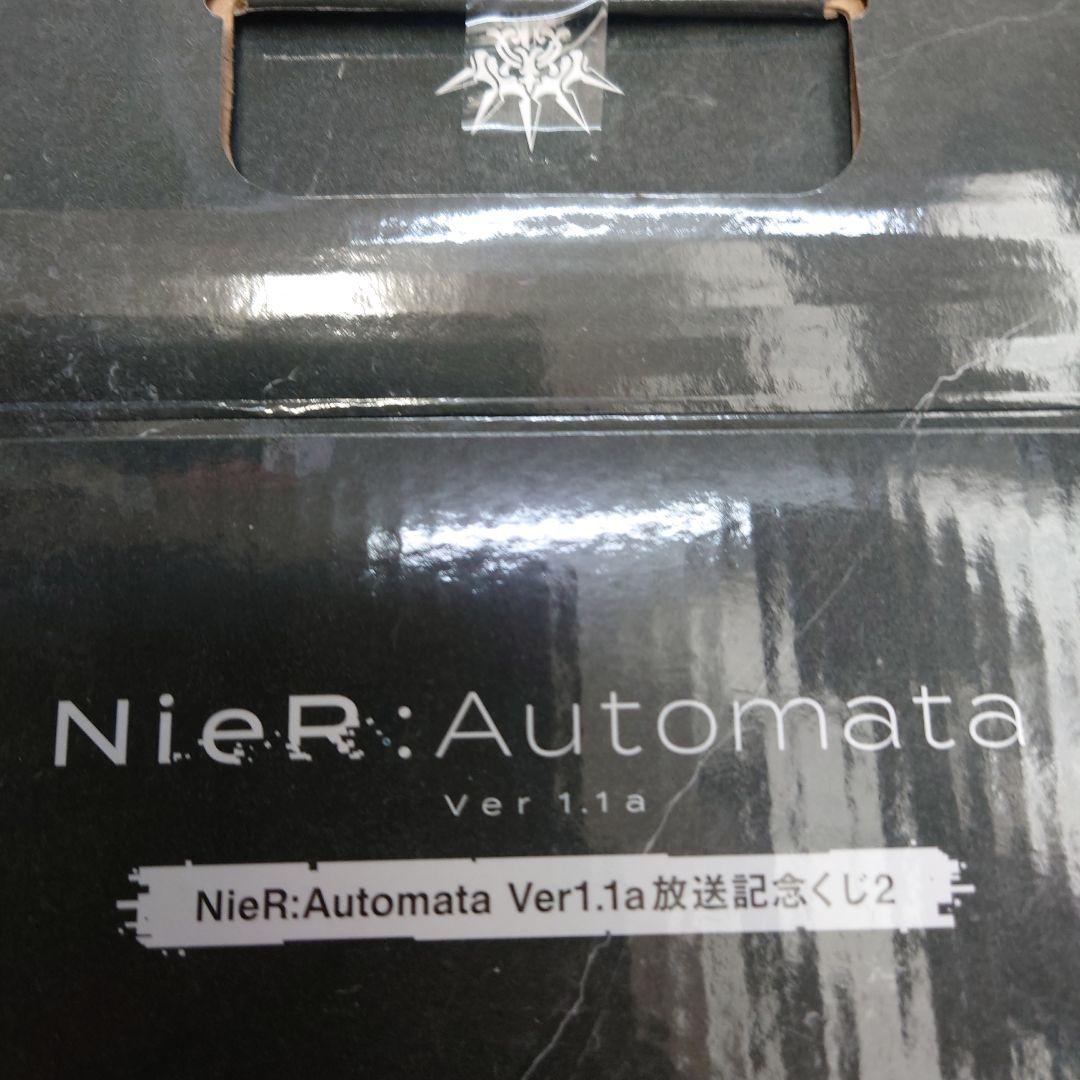 NieR:Automata
Ver 1.1a
NieR:Automata Ver1.1a放送記念くじ2